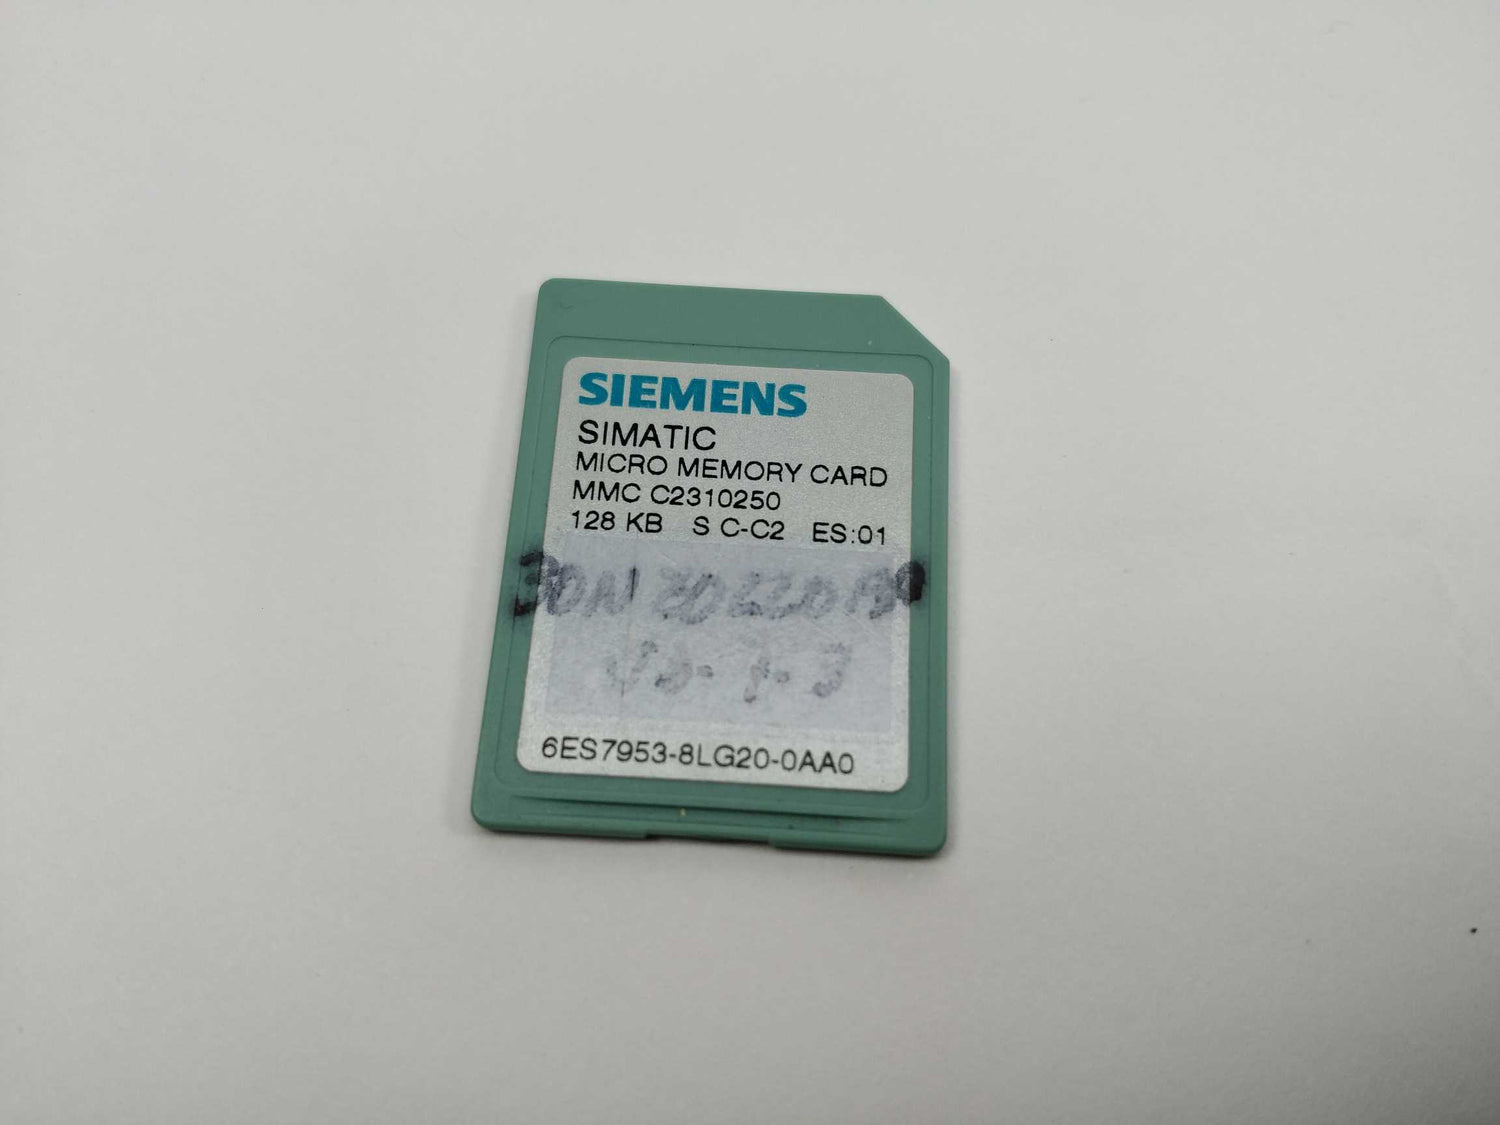 SIEMENS
SIMATIC
MICRO MEMORY CARD
MMC C2310250
128 KB S C-C2 ES:01
6ES7953-8LG20-0AA0